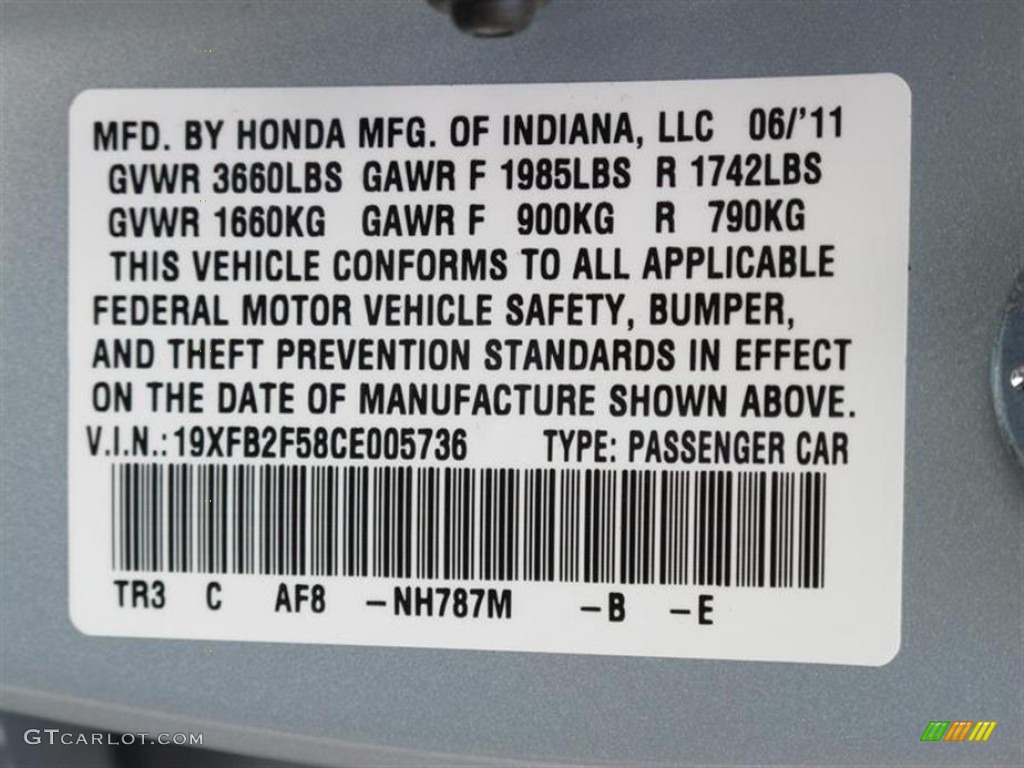 MFD. BY HONDA MFG. OF INDIANA, LLC 06/'11
GVWR 3660LBS GAWR F 1985LBS R 1742LBS
GVWR 1660KG GAWR F 900KG R 790KG
THIS VEHICLE CONFORMS TO ALL APPLICABLE
FEDERAL MOTOR VEHICLE SAFETY, BUMPER,
AND THEFT PREVENTION STANDARDS IN EFFECT
ON THE DATE OF MANUFACTURE SHOWN ABOVE.
V.I.N.: 19XFB2F58CE005736 TYPE: PASSENGER CAR
TR3 C AF8 -NH787M -B -E
GTCARLOT.COM